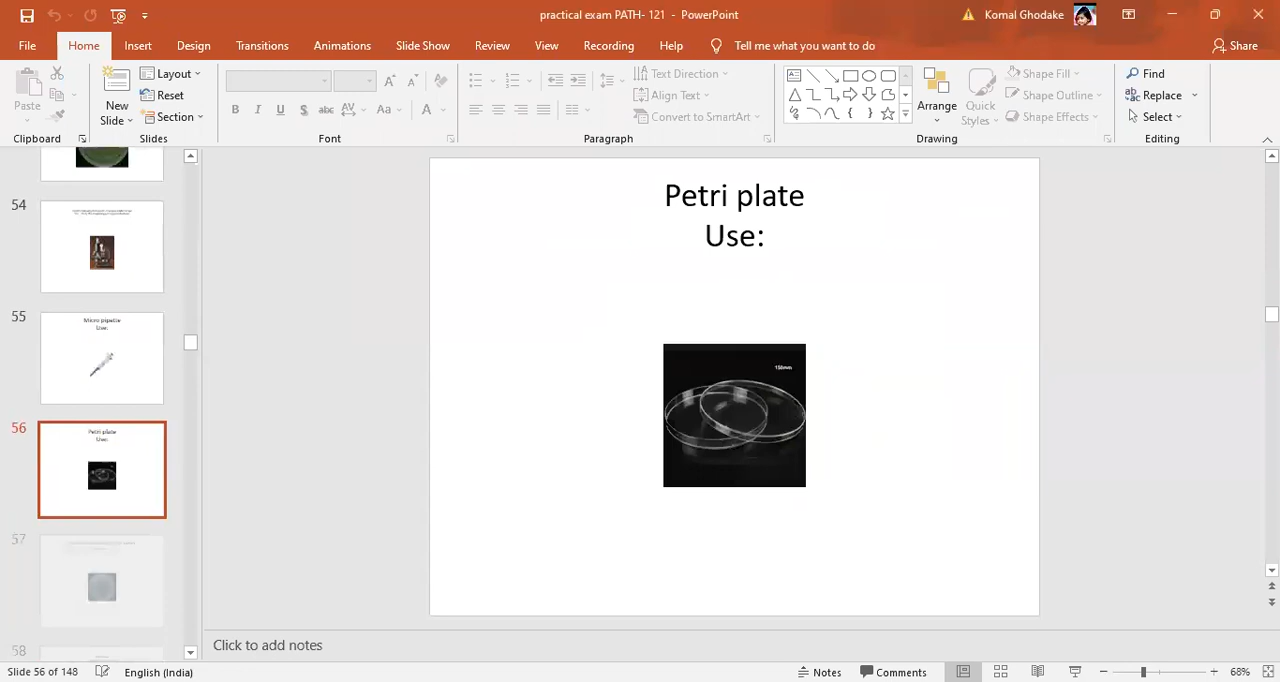 practical exam PATH- 121 - PowerPoint
Komal Ghodake
File Home Insert Design Transitions Animations Slide Show Review View Recording Help Tell me what you want to do Share
Paste
New
Slide
Layout
Reset
Section
B I U S abc AV Aa A
Text Direction
Align Text
Convert to SmartArt
Arrange
Quick
Styles
Shape Fill
Shape Outline
Shape Effects
Find
Replace
Select
Clipboard Slides Font Paragraph Drawing Editing
54
55
Micro pipette
Use:
56
Petri plate
Use:
57
58
Petri plate
Use:
150mm
Click to add notes
Slide 56 of 148 English (India) Notes Comments 68%